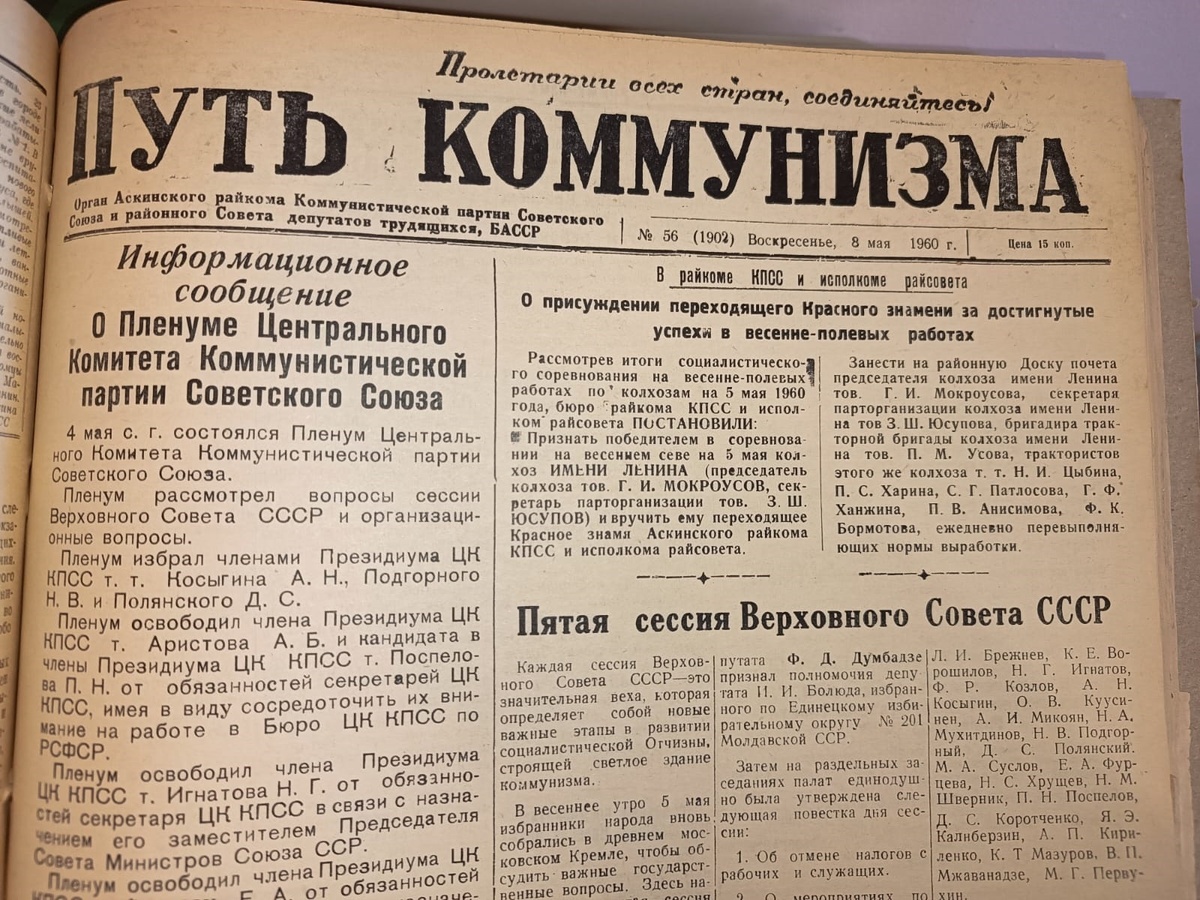 Пролетарии всех стран, соединяйтесь!
ПУТЬ КОММУНИЗМА
Орган Аскинского райкома Коммунистической партии Советского
Союза и районного Совета депутатов трудящихся, БАССР
№ 56 (1902) Воскресенье, 8 мая 1960 г.
Цена 15 коп.
Информационное
сообщение
О Пленуме Центрального
Комитета Коммунистической
партии Советского Союза
4 мая с. г. состоялся Пленум Централь-
ного Комитета Коммунистической партии
Советского Союза.
Пленум рассмотрел вопросы сессии
Верховного Совета СССР и организаци-
онные вопросы.
Пленум избрал членами Президиума ЦК
КПСС т. т. Косыгина А. Н., Подгорного
Н. В. и Полянского Д. С.
Пленум освободил члена Президиума ЦК
КПСС т. Аристова А. Б. и кандидата в
члены Президиума ЦК КПСС т. Поспело-
ва П. Н. от обязанностей секретарей ЦК
КПСС, имея в виду сосредоточить их вни-
мание на работе в Бюро ЦК КПСС по
РСФСР.
Пленум освободил члена Президиума
ЦК КПСС т. Игнатова Н. Г. от обязанно-
стей секретаря ЦК КПСС в связи с назна-
чением его заместителем Председателя
Совета Министров Союза ССР.
Пленум освободил члена Президиума ЦК
КПСС Е. А. от обязанностей
В райкоме КПСС и исполкоме райсовета
О присуждении переходящего Красного знамени за достигнутые
успехи в весенне-полевых работах
Рассмотрев итоги социалистическо-
го соревнования на весенне-полевых
работах по колхозам на 5 мая 1960
года, бюро райкома КПСС и испол-
ком райсовета ПОСТАНОВИЛИ:
Признать победителем в соревнова-
нии на весеннем севе на 5 мая кол-
хоз ИМЕНИ ЛЕНИНА (председатель
колхоза тов. Г. И. МОКРОУСОВ, сек-
ретарь парторганизации тов. З. Ш.
ЮСУПОВ) и вручить ему переходящее
Красное знамя Аскинского райкома
КПСС и исполкома райсовета.
Занести на районную Доску почета
председателя колхоза имени Ленина
тов. Г. И. Мокроусова, секретаря
парторганизации колхоза имени Лени-
на тов З. Ш. Юсупова, бригадира трак-
торной бригады колхоза имени Лени-
на тов. П. М. Усова, трактористов
этого же колхоза т. т. Н. И. Цыбина,
П. С. Харина, С. Г. Патлосова, Г. Ф.
Ханжина, П. В. Анисимова, Ф. К.
Бормотова, ежедневно перевыполня-
ющих нормы выработки.
Пятая сессия Верховного Совета СССР
Каждая сессия Верхов-
ного Совета СССР—это
значительная веха, которая
определяет собой новые
важные этапы в развитии
социалистической Отчизны,
строящей светлое здание
коммунизма.
В весеннее утро 5 мая
избранники народа вновь
собрались в древнем мос-
ковском Кремле, чтобы об-
судить важные государст-
венные вопросы. Здесь на-
сессия
путата Ф. Д. Думбадзе
признал полномочия депу
тата И. И. Болюда, избран-
ного по Единецкому изби-
рательному округу № 201
Молдавской ССР.
Затем на раздельных за-
седаниях палат единодуш-
но была утверждена сле-
дующая повестка дня сес-
сии:
1. Об отмене налогов с
рабочих и служащих.
2. О мероприятиях по
Л. И. Брежнев, К. Е. Во-
рошилов, Н. Г. Игнатов,
Ф. Р. Козлов, А. Н.
Косыгин, О. В. Кууси-
нен, А. И. Микоян, Н. А.
Мухитдинов, Н. В. Подгор-
ный, Д. С. Полянский.
М. А. Суслов, Е. А. Фур-
цева, Н. С. Хрущев, Н. М.
Шверник, П. Н. Поспелов,
Д. С. Коротченко, Я. Э.
Калнберзин, А. П. Кири-
ленко, К. Т Мазуров, В. П.
Мжаванадзе, М. Г. Перву-
хин.